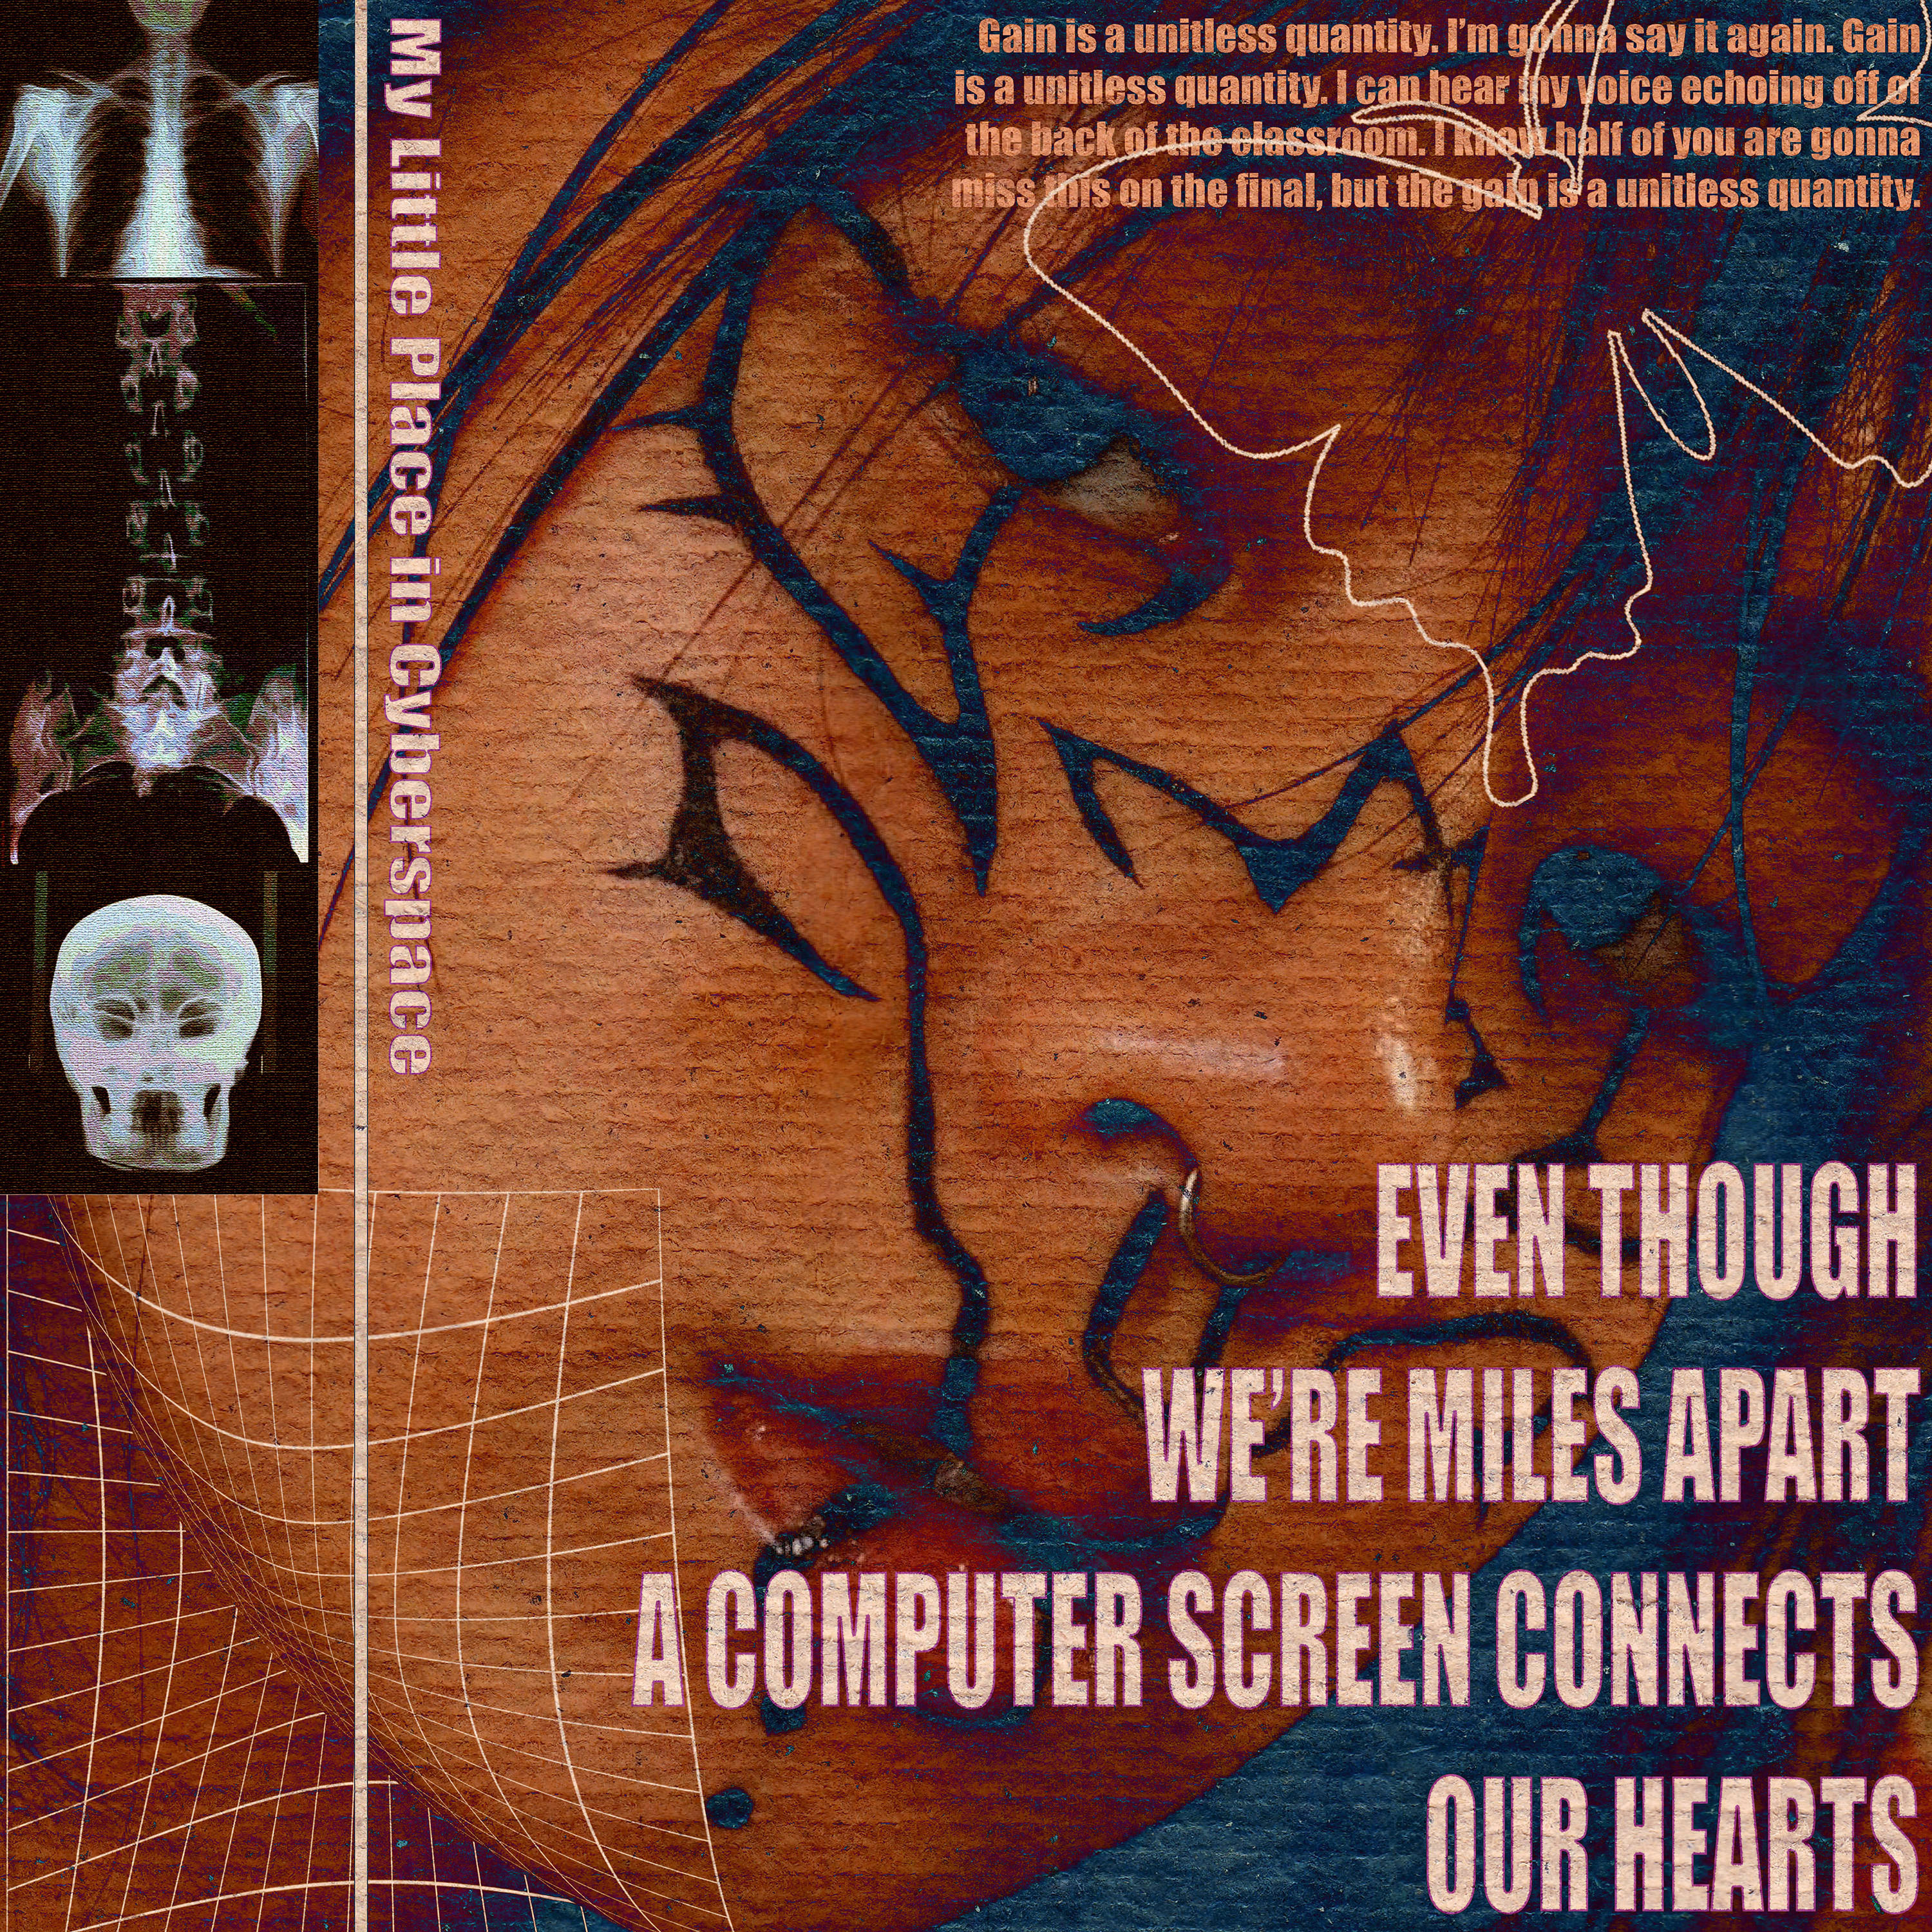 Gain is a unitless quantity. I’m gonna say it again. Gain
is a unitless quantity. I can hear my voice echoing off of
the back of the classroom. I know half of you are gonna
miss this on the final, but the gain is a unitless quantity.
My Little Place in Cyberspace
EVEN THOUGH
WE’RE MILES APART
A COMPUTER SCREEN CONNECTS
OUR HEARTS